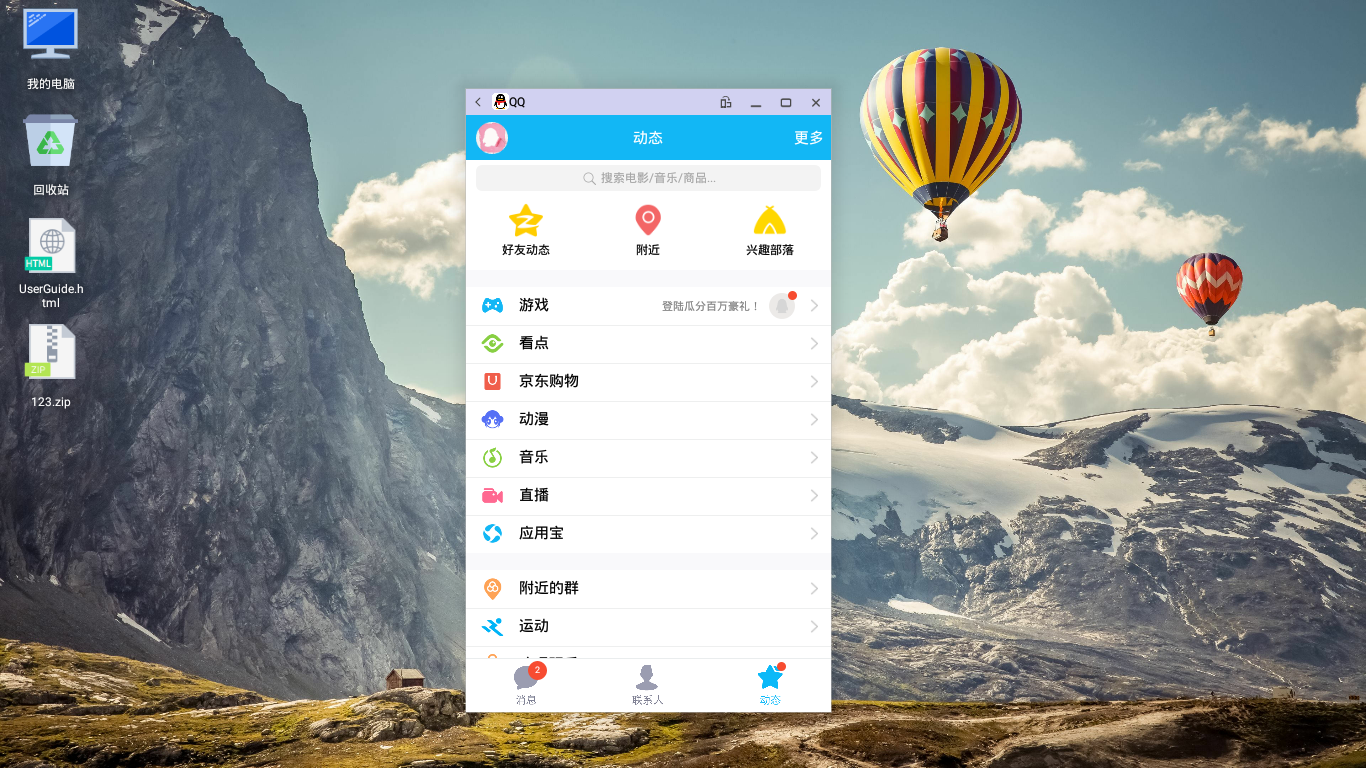 我的电脑
回收站
HTML
UserGuide.h
tml
ZIP
123.zip
QQ
动态
更多
搜索电影/音乐/商品...
好友动态
附近
兴趣部落
游戏
登陆瓜分百万豪礼！
看点
京东购物
动漫
音乐
直播
应用宝
附近的群
运动
2
消息
联系人
动态